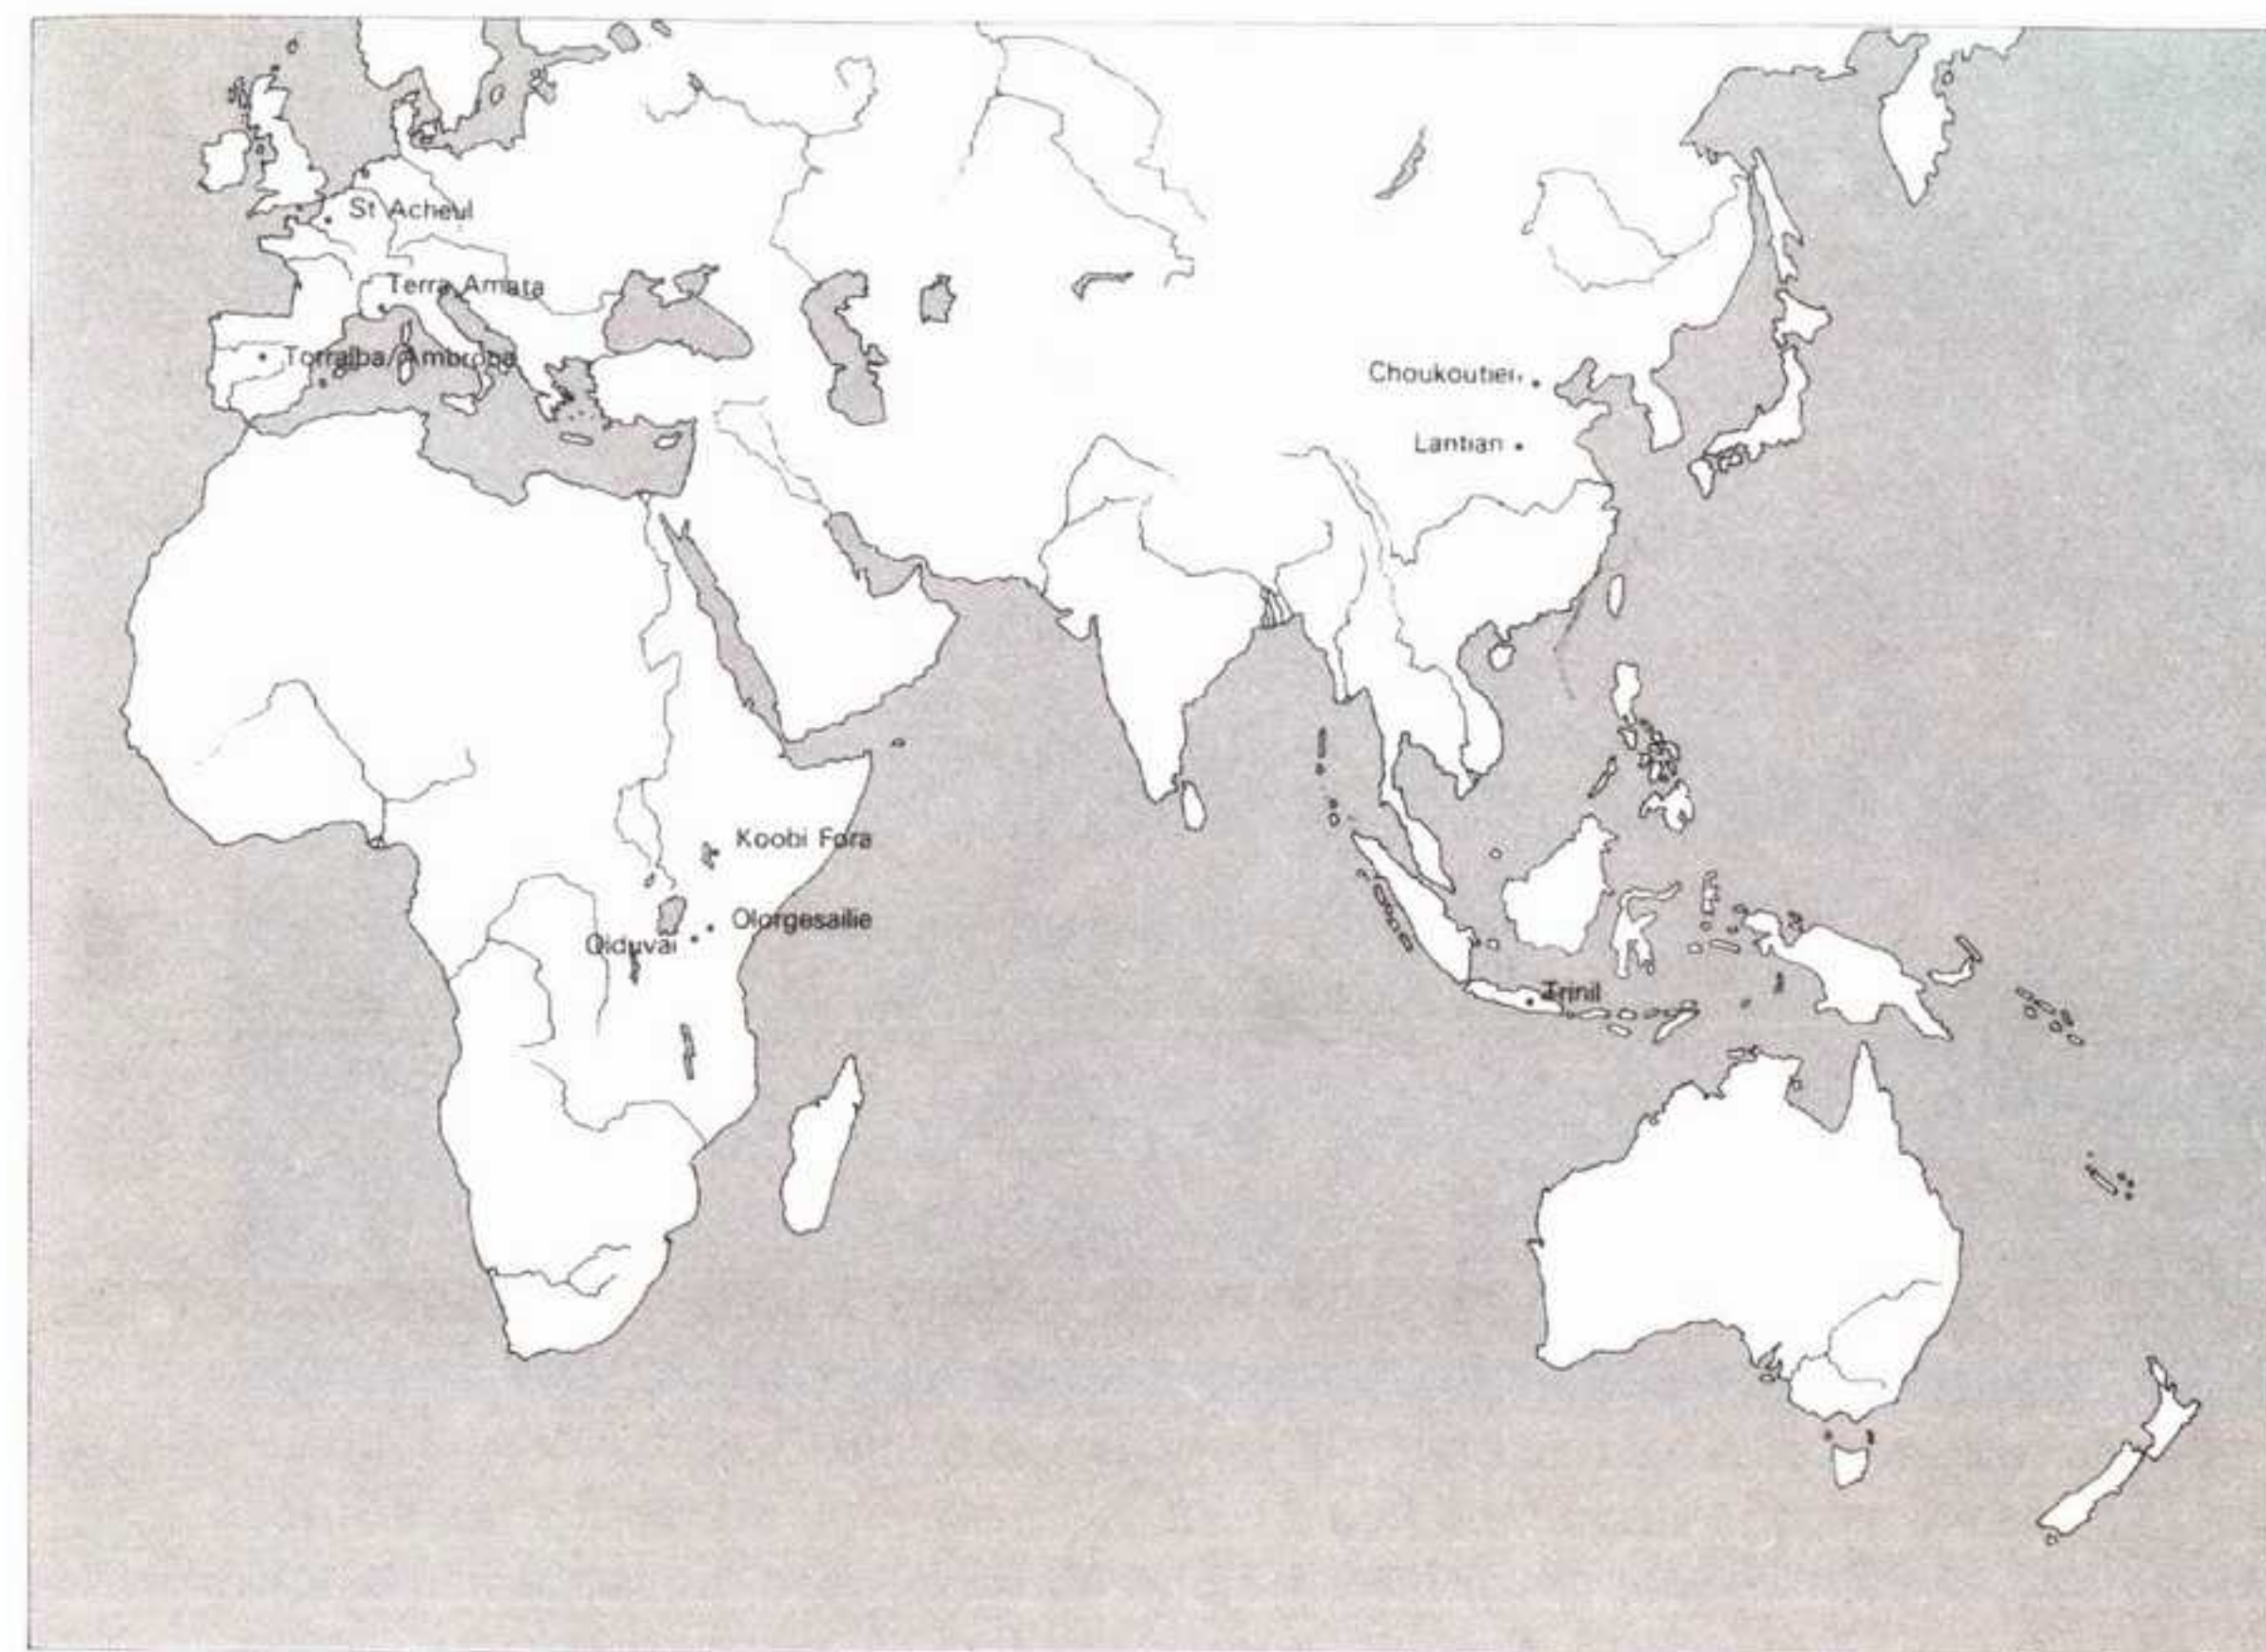 St Acheul
Terra Amata
Torralba/Ambrona
Choukoutien
Lantian
Koobi Fora
Olorgesailie
Olduvai
Trinil